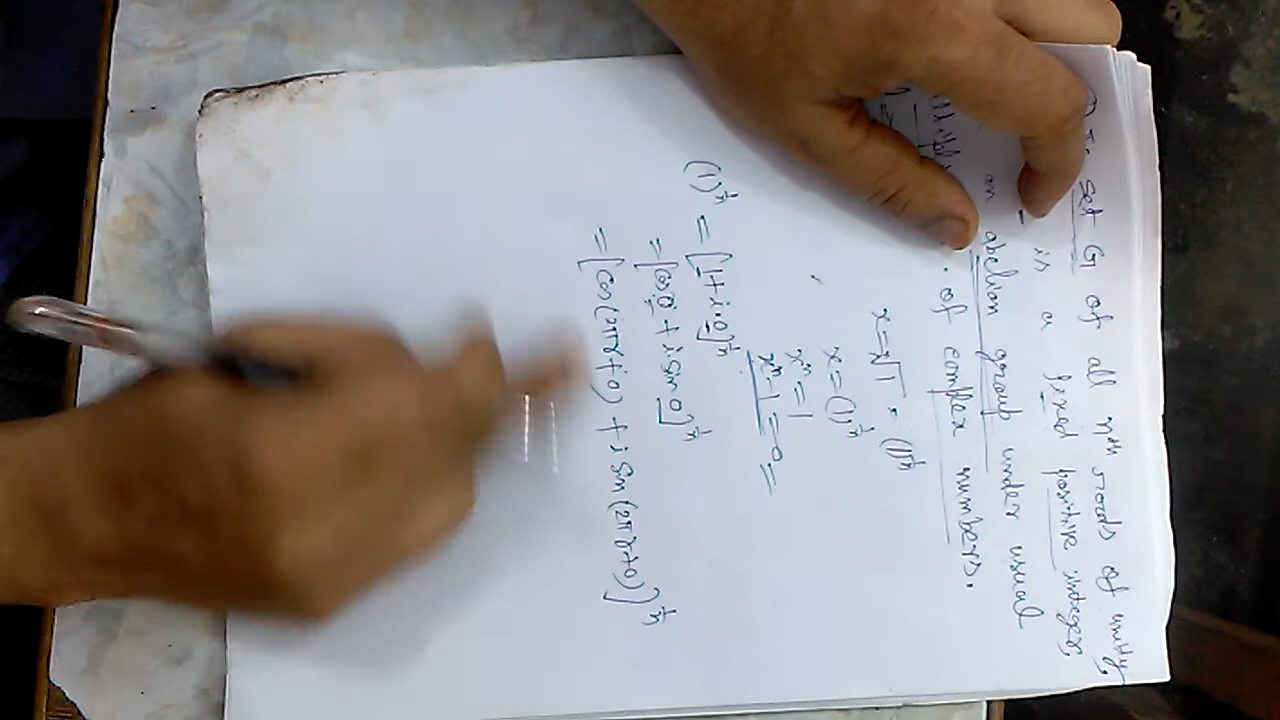 set G of all nth roots of unity,
is a fixed positive integer,
an abelian group under usual
of complex numbers.
x = ⁿ√1 = (1)^{1/n}
x = (1)^{1/n}
xⁿ = 1
xⁿ - 1 = 0 =
(1)^{1/n} = [1 + i·0]^{1/n}
= [cos 0 + i sin 0]^{1/n}
= [cos(2πr + 0) + i sin(2πr + 0)]^{1/n}